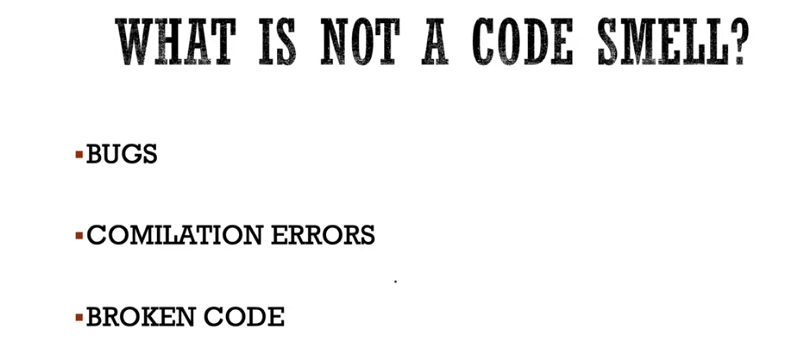 WHAT IS NOT A CODE SMELL?
▪BUGS
▪COMILATION ERRORS
▪BROKEN CODE